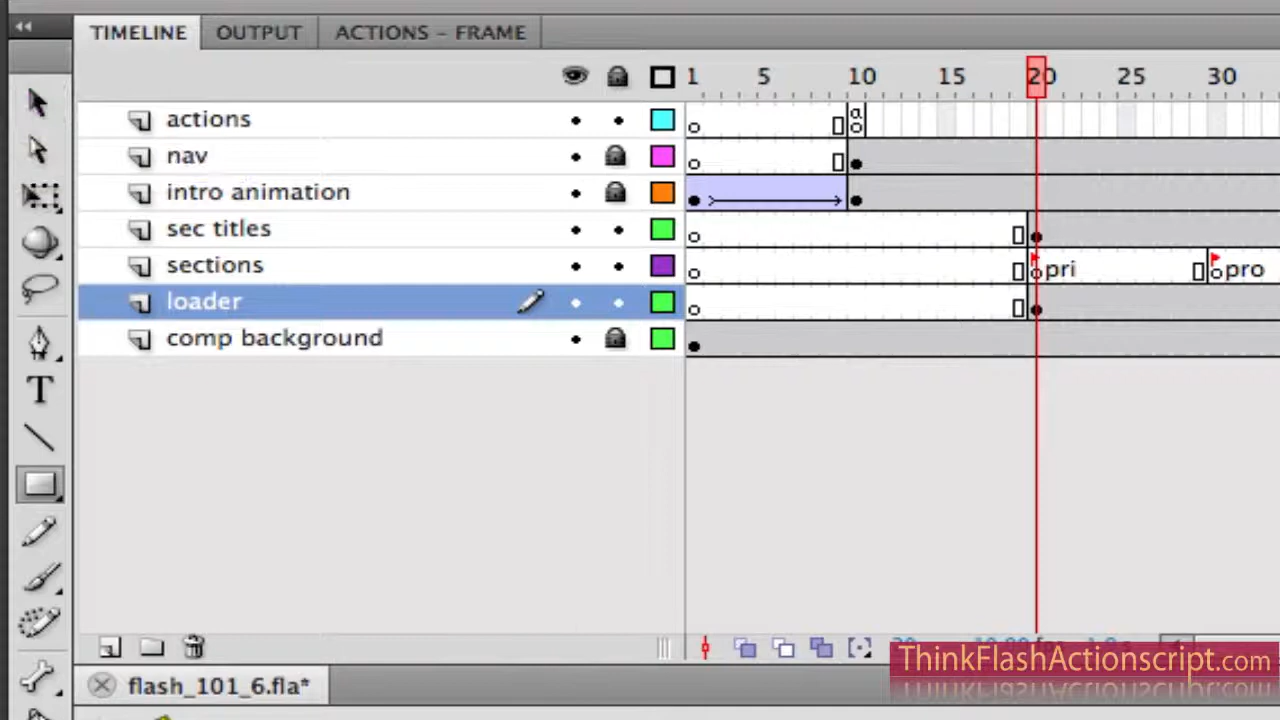 TIMELINE OUTPUT ACTIONS - FRAME
1 5 10 15 20 25 30
actions
a
nav
intro animation
sec titles
sections
pri pro
loader
comp background
T
ThinkFlashActionscript.com
flash_101_6.fla*